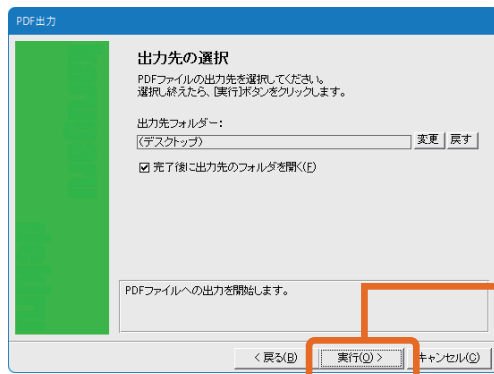 PDF出力
出力先の選択
PDFファイルの出力先を選択してください。
選択し終えたら、[実行]ボタンをクリックします。
出力先フォルダー：
(デスクトップ) 変更 戻す
完了後に出力先のフォルダを開く(F)
PDFファイルへの出力を開始します。
< 戻る(B) 実行(O) > キャンセル(C)